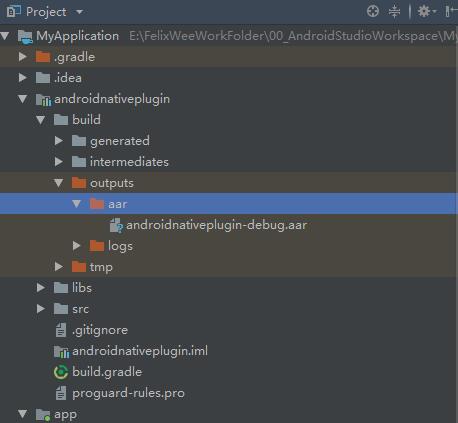 Project
MyApplication E:\FelixWeeWorkFolder\00_AndroidStudioWorkspace\My
.gradle
.idea
androidnativeplugin
build
generated
intermediates
outputs
aar
androidnativeplugin-debug.aar
logs
tmp
libs
src
.gitignore
androidnativeplugin.iml
build.gradle
proguard-rules.pro
app